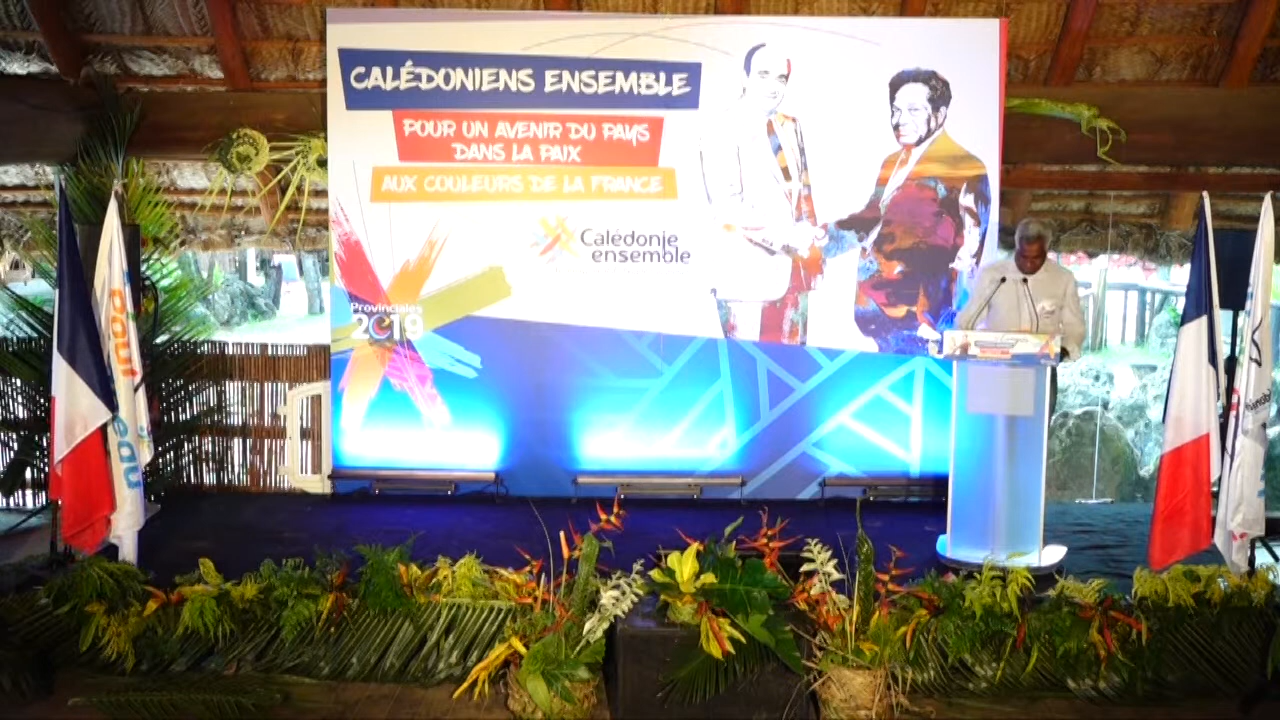 CALÉDONIENS ENSEMBLE
POUR UN AVENIR DU PAYS
DANS LA PAIX
AUX COULEURS DE LA FRANCE
Calédonie
ensemble
Provinciales
2019